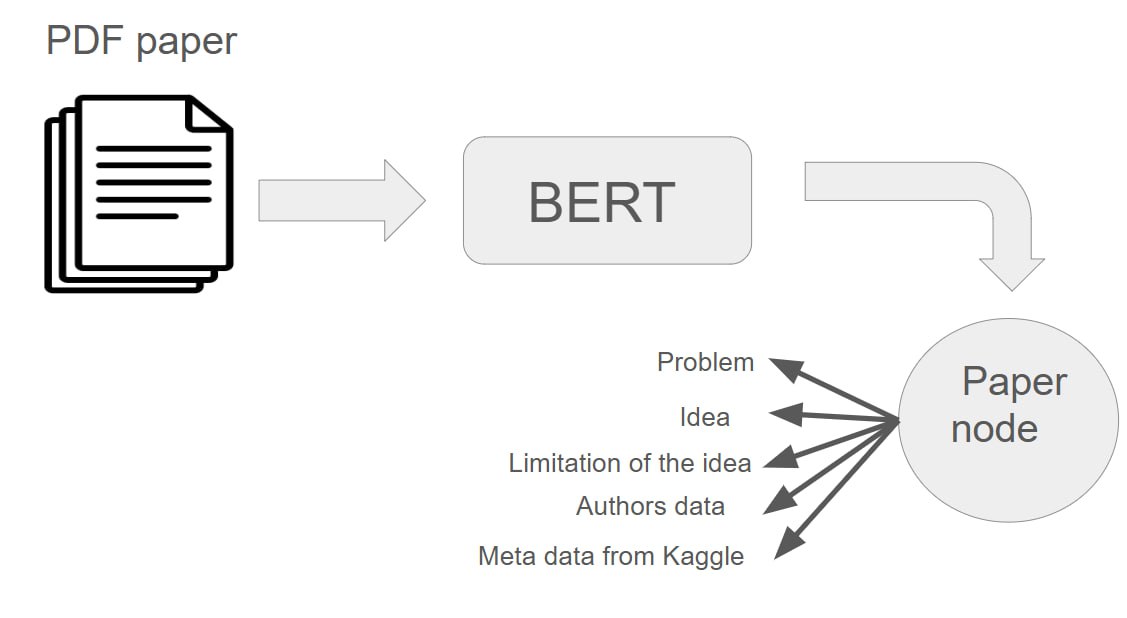 PDF paper
BERT
Paper
node
Problem
Idea
Limitation of the idea
Authors data
Meta data from Kaggle